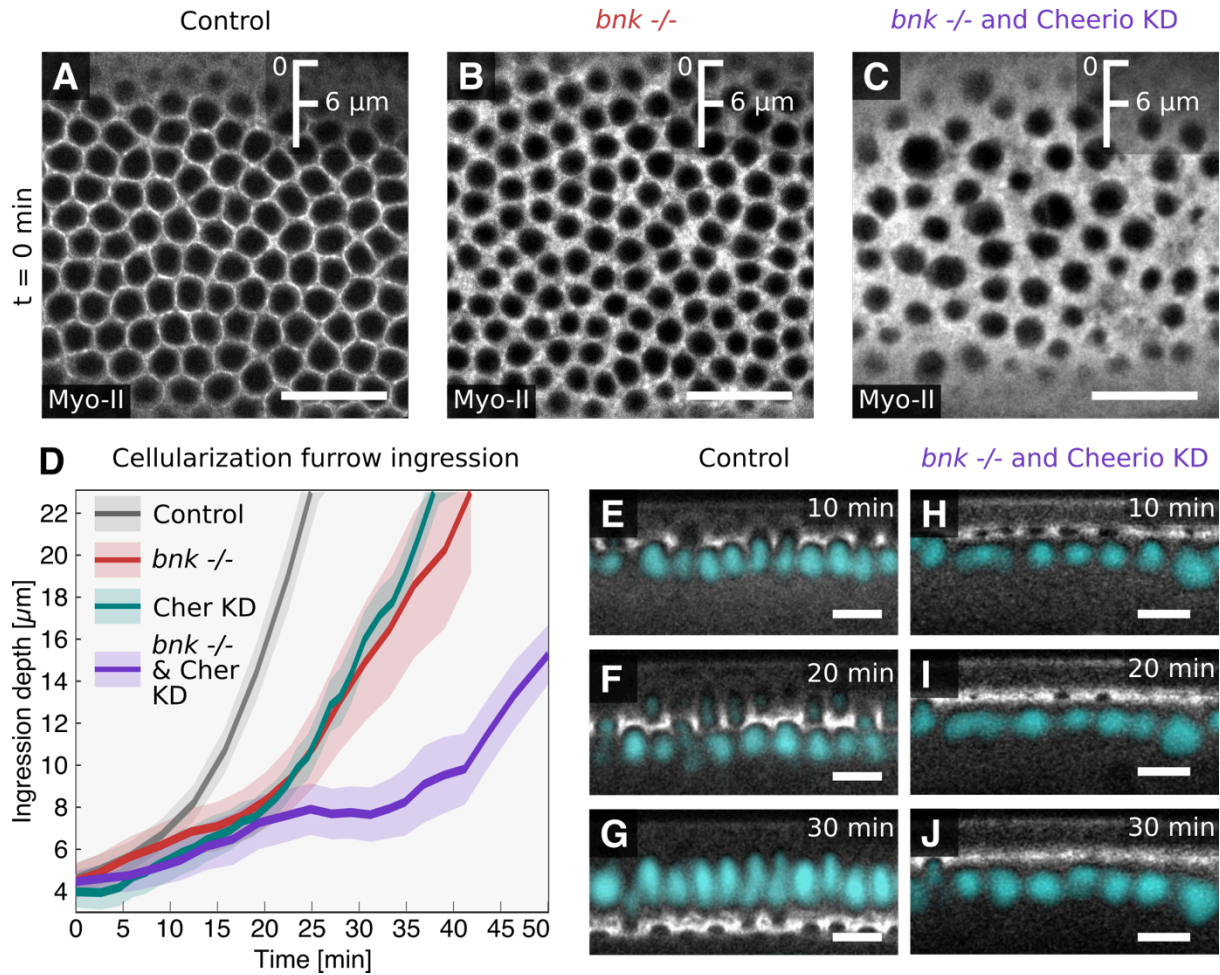 Control
bnk -/-
bnk -/- and Cheerio KD
t = 0 min
A
0
6 µm
Myo-II
B
0
6 µm
Myo-II
C
0
6 µm
Myo-II
D
Cellularization furrow ingression
Ingression depth [µm]
22
20
18
16
14
12
10
8
6
4
Control
bnk -/-
Cher KD
bnk -/-
& Cher
KD
0 5 10 15 20 25 30 35 40 45 50
Time [min]
Control
bnk -/- and Cheerio KD
E
10 min
H
10 min
F
20 min
I
20 min
G
30 min
J
30 min